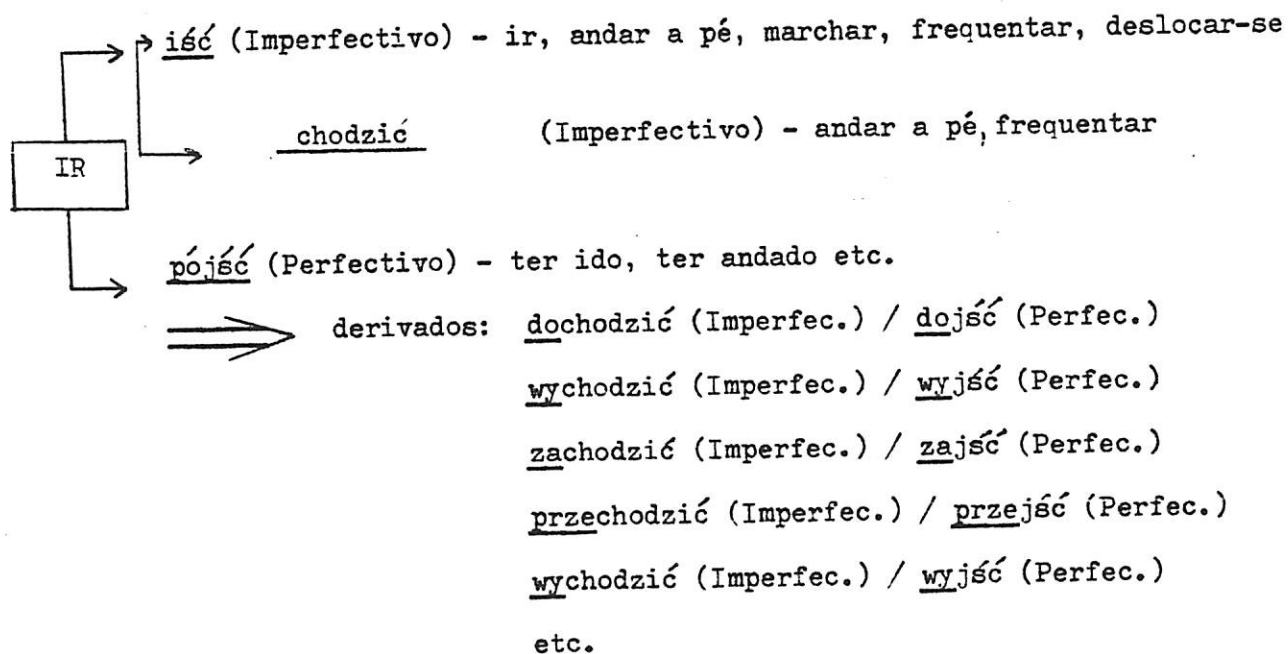 iść (Imperfectivo) - ir, andar a pé, marchar, frequentar, deslocar-se
chodzić (Imperfectivo) - andar a pé, frequentar
IR
pójść (Perfectivo) - ter ido, ter andado etc.
derivados: dochodzić (Imperfec.) / dojść (Perfec.)
wychodzić (Imperfec.) / wyjść (Perfec.)
zachodzić (Imperfec.) / zajść (Perfec.)
przechodzić (Imperfec.) / przejść (Perfec.)
wychodzić (Imperfec.) / wyjść (Perfec.)
etc.